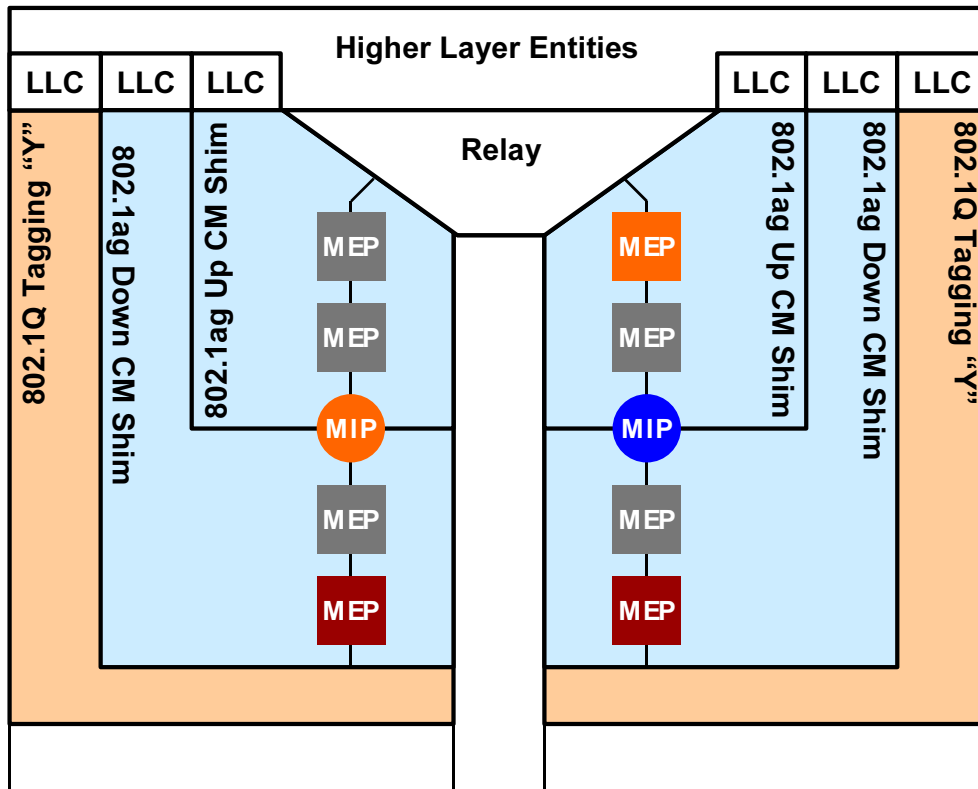 Higher Layer Entities
LLC
LLC
LLC
LLC
LLC
LLC
Relay
802.1Q Tagging “Y”
802.1ag Down CM Shim
802.1ag Up CM Shim
802.1ag Up CM Shim
802.1ag Down CM Shim
802.1Q Tagging “Y”
MEP
MEP
MEP
MEP
MIP
MIP
MEP
MEP
MEP
MEP